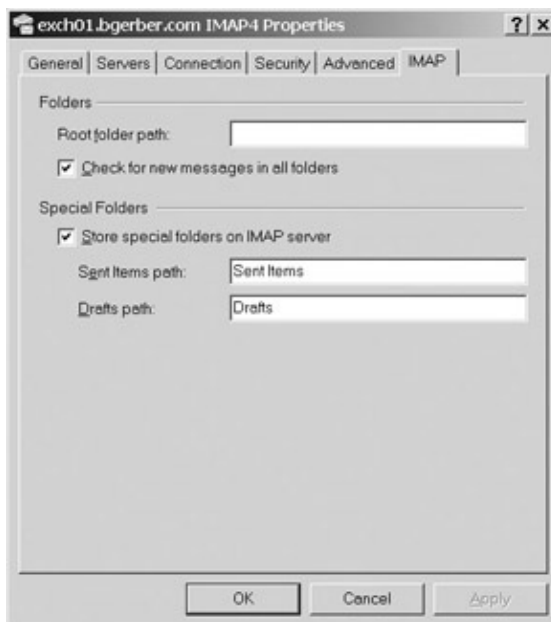 exch01.bgerber.com IMAP4 Properties ? ×
General Servers Connection Security Advanced IMAP
Folders
Root folder path:
Check for new messages in all folders
Special Folders
Store special folders on IMAP server
Sent Items path: Sent Items
Drafts path: Drafts
OK Cancel Apply